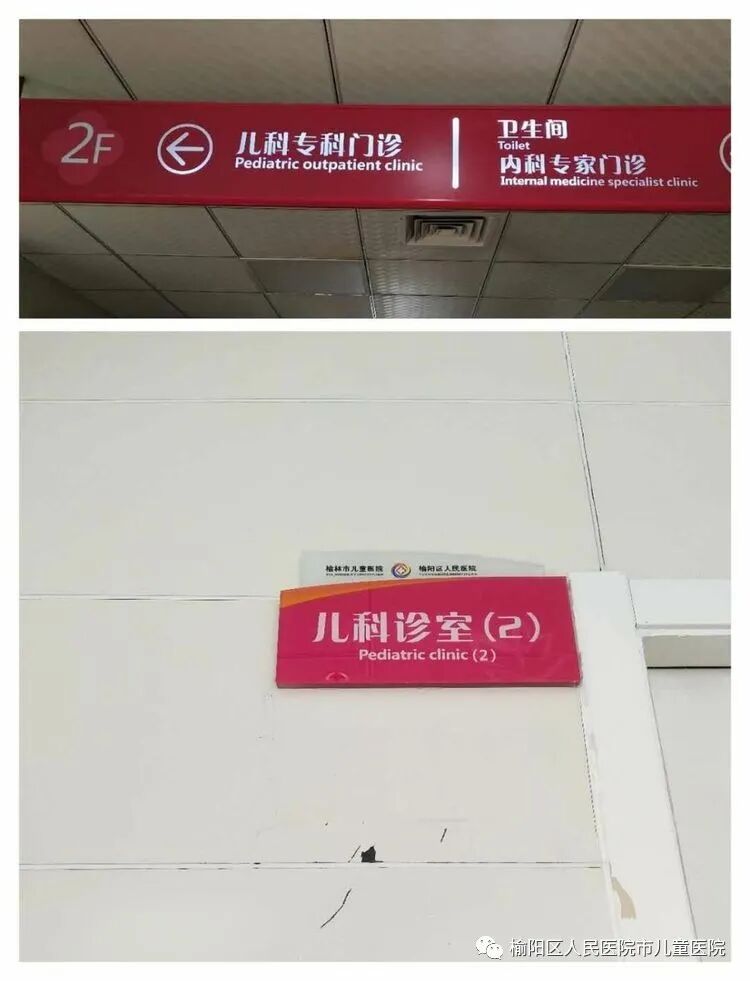 2F
儿科专科门诊
Pediatric outpatient clinic
卫生间
Toilet
内科专家门诊
Internal medicine specialist clinic
榆林市儿童医院 榆阳区人民医院
儿科诊室(2)
Pediatric clinic (2)
榆阳区人民医院市儿童医院